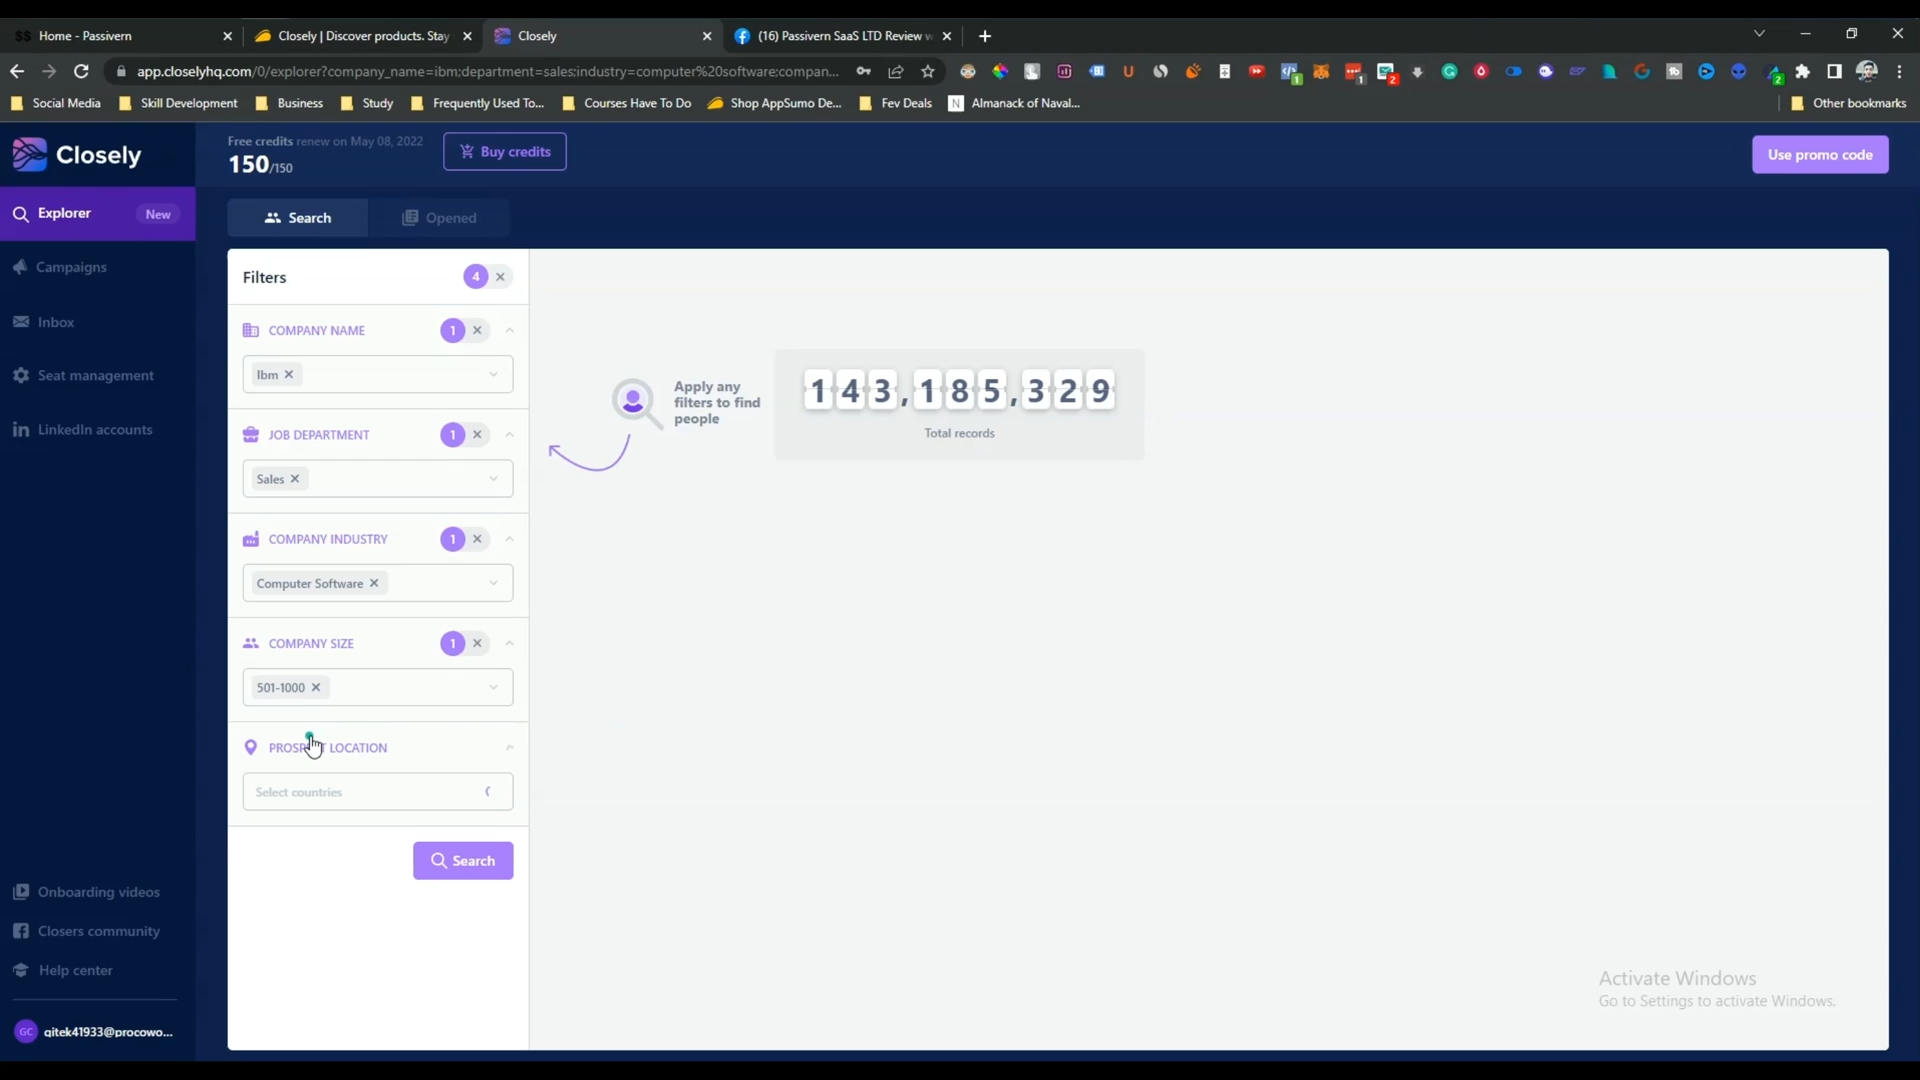 $$ Home - Passivern
Closely | Discover products. Stay
Closely
(16) Passivern SaaS LTD Review w
app.closelyhq.com/0/explorer?company_name=ibm;department=sales;industry=computer%20software;compan...
Social Media
Skill Development
Business
Study
Frequently Used To...
Courses Have To Do
Shop AppSumo De...
Fev Deals
Almanack of Naval...
Other bookmarks
Closely
Free credits renew on May 08, 2022
150/150
Buy credits
Use promo code
Explorer
New
Campaigns
Inbox
Seat management
LinkedIn accounts
Search
Opened
Filters
4
COMPANY NAME
1
Ibm
JOB DEPARTMENT
1
Sales
COMPANY INDUSTRY
1
Computer Software
COMPANY SIZE
1
501-1000
LOCATION
Select countries
Search
Apply any
filters to find
people
143,185,329
Total records
Onboarding videos
Closers community
Help center
GC
qitek41933@procowo...
Activate Windows
Go to Settings to activate Windows.